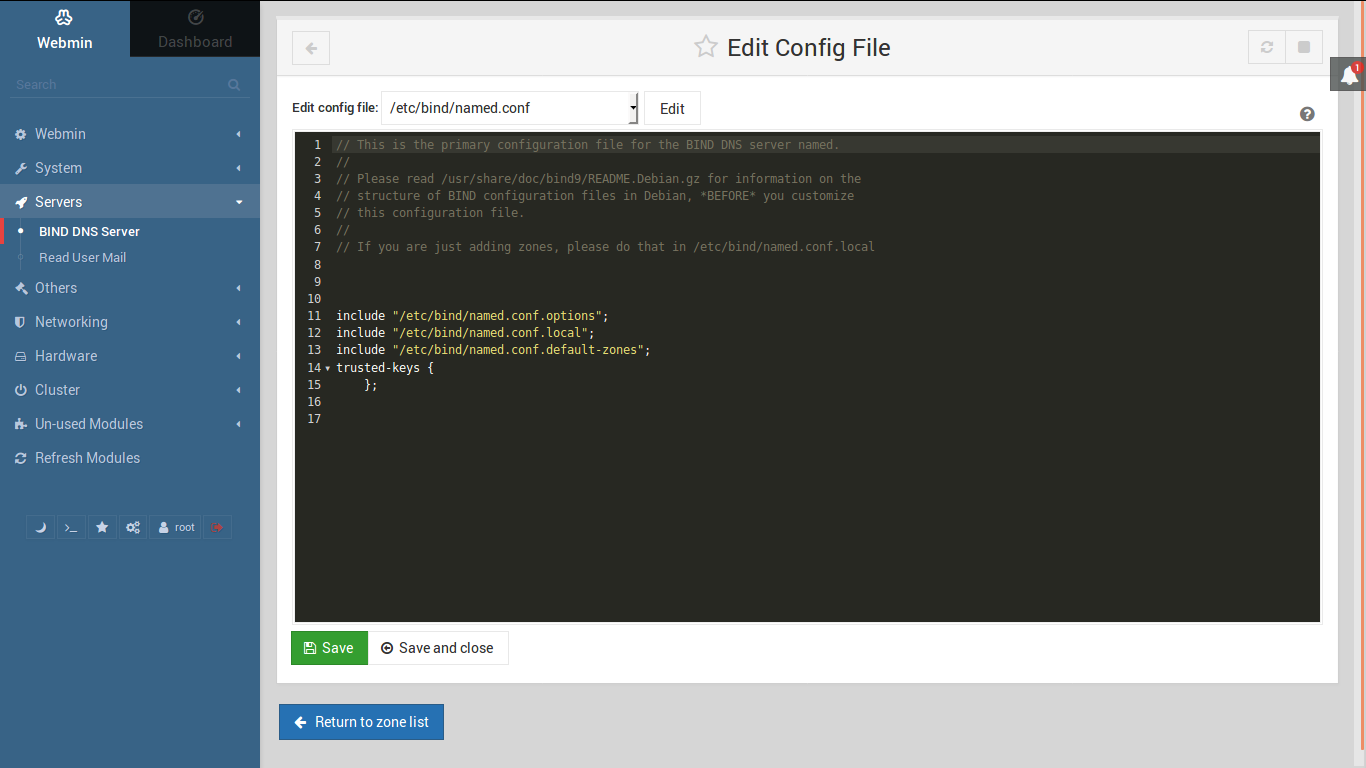 Webmin
Dashboard
Search
Webmin
System
Servers
BIND DNS Server
Read User Mail
Others
Networking
Hardware
Cluster
Un-used Modules
Refresh Modules
>_
root
Edit Config File
1
Edit config file: /etc/bind/named.conf Edit
?
1 // This is the primary configuration file for the BIND DNS server named.
2 //
3 // Please read /usr/share/doc/bind9/README.Debian.gz for information on the
4 // structure of BIND configuration files in Debian, *BEFORE* you customize
5 // this configuration file.
6 //
7 // If you are just adding zones, please do that in /etc/bind/named.conf.local
8
9
10
11 include "/etc/bind/named.conf.options";
12 include "/etc/bind/named.conf.local";
13 include "/etc/bind/named.conf.default-zones";
14 trusted-keys {
15     };
16
17
Save Save and close
Return to zone list